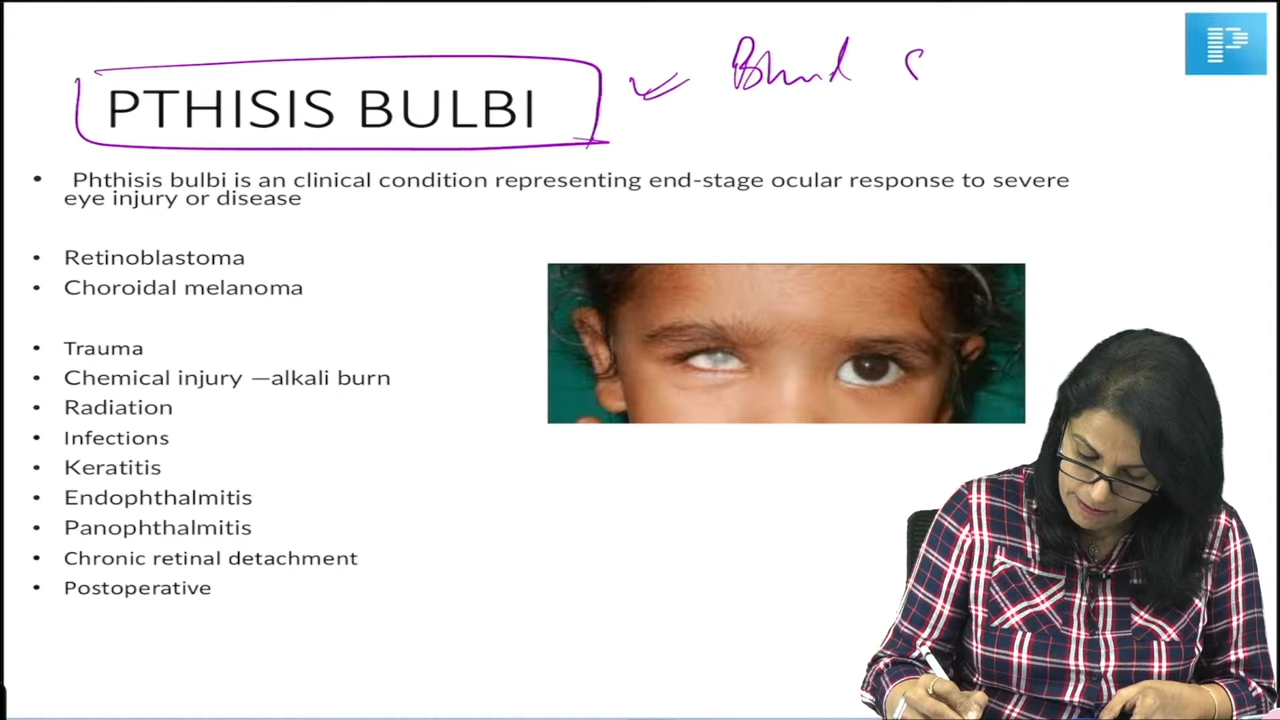 Blind
PTHISIS BULBI
• Phthisis bulbi is an clinical condition representing end-stage ocular response to severe
eye injury or disease
• Retinoblastoma
• Choroidal melanoma
• Trauma
• Chemical injury —alkali burn
• Radiation
• Infections
• Keratitis
• Endophthalmitis
• Panophthalmitis
• Chronic retinal detachment
• Postoperative